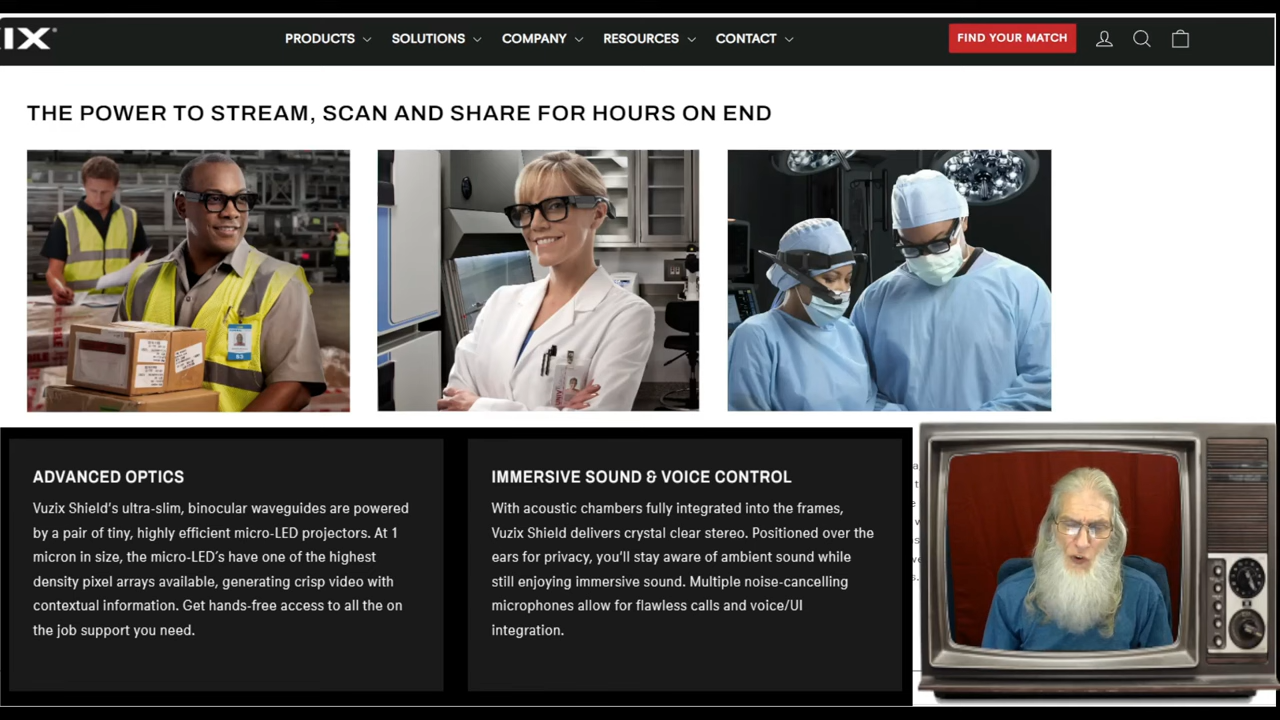 IX
PRODUCTS SOLUTIONS COMPANY RESOURCES CONTACT FIND YOUR MATCH
THE POWER TO STREAM, SCAN AND SHARE FOR HOURS ON END
ADVANCED OPTICS
Vuzix Shield's ultra-slim, binocular waveguides are powered
by a pair of tiny, highly efficient micro-LED projectors. At 1
micron in size, the micro-LED's have one of the highest
density pixel arrays available, generating crisp video with
contextual information. Get hands-free access to all the on
the job support you need.
IMMERSIVE SOUND & VOICE CONTROL
With acoustic chambers fully integrated into the frames,
Vuzix Shield delivers crystal clear stereo. Positioned over the
ears for privacy, you'll stay aware of ambient sound while
still enjoying immersive sound. Multiple noise-cancelling
microphones allow for flawless calls and voice/UI
integration.